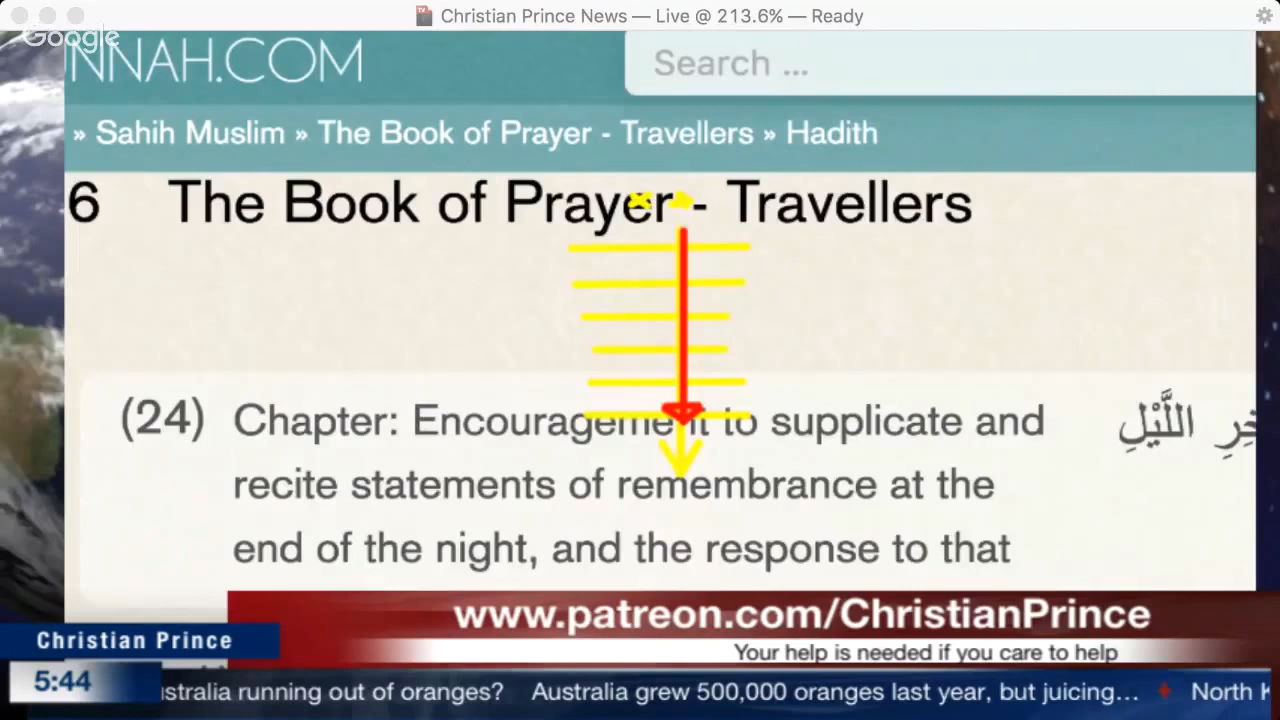 Christian Prince News — Live @ 213.6% — Ready
Google
NNAH.COM
Search ...
» Sahih Muslim » The Book of Prayer - Travellers » Hadith
6 The Book of Prayer - Travellers
(24) Chapter: Encouragement to supplicate and
recite statements of remembrance at the
end of the night, and the response to that
خِرِ اللَّيْلِ
www.patreon.com/ChristianPrince
Your help is needed if you care to help
Christian Prince
5:44
stralia running out of oranges? Australia grew 500,000 oranges last year, but juicing... North K